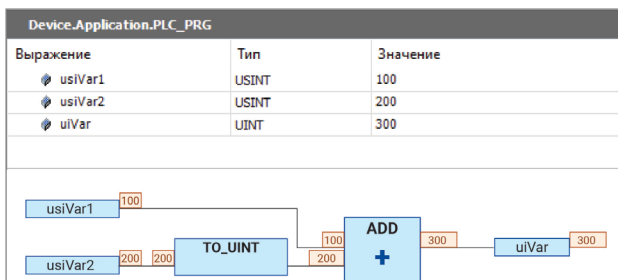 Device.Application.PLC_PRG
Выражение Тип Значение
usiVar1 USINT 100
usiVar2 USINT 200
uiVar UINT 300
usiVar1 100
ADD
TO_UINT 100 300 uiVar 300
usiVar2 200 200 200 +